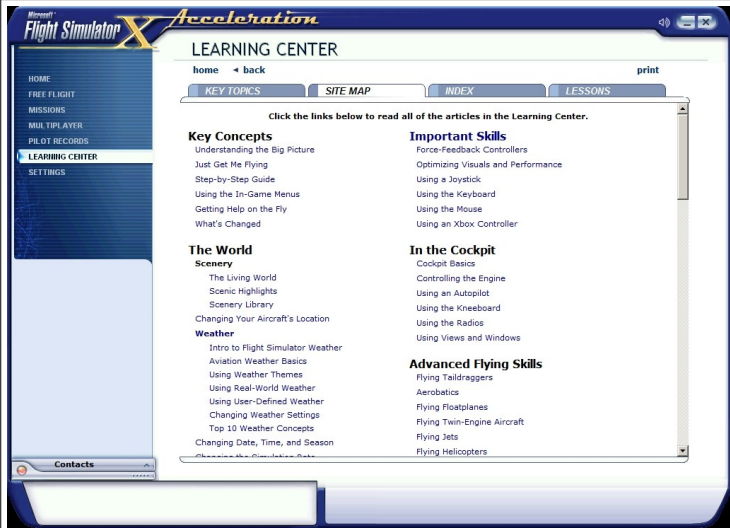 Microsoft
Flight Simulator X
Acceleration
LEARNING CENTER
home ◄ back
print
HOME
FREE FLIGHT
MISSIONS
MULTIPLAYER
PILOT RECORDS
LEARNING CENTER
SETTINGS
KEY TOPICS
SITE MAP
INDEX
LESSONS
Click the links below to read all of the articles in the Learning Center.
Key Concepts
Understanding the Big Picture
Just Get Me Flying
Step-by-Step Guide
Using the In-Game Menus
Getting Help on the Fly
What's Changed
The World
Scenery
The Living World
Scenic Highlights
Scenery Library
Changing Your Aircraft's Location
Weather
Intro to Flight Simulator Weather
Aviation Weather Basics
Using Weather Themes
Using Real-World Weather
Using User-Defined Weather
Changing Weather Settings
Top 10 Weather Concepts
Changing Date, Time, and Season
Changing the Simulation Rate
Important Skills
Force-Feedback Controllers
Optimizing Visuals and Performance
Using a Joystick
Using the Keyboard
Using the Mouse
Using an Xbox Controller
In the Cockpit
Cockpit Basics
Controlling the Engine
Using an Autopilot
Using the Kneeboard
Using the Radios
Using Views and Windows
Advanced Flying Skills
Flying Taildraggers
Aerobatics
Flying Floatplanes
Flying Twin-Engine Aircraft
Flying Jets
Flying Helicopters
Contacts